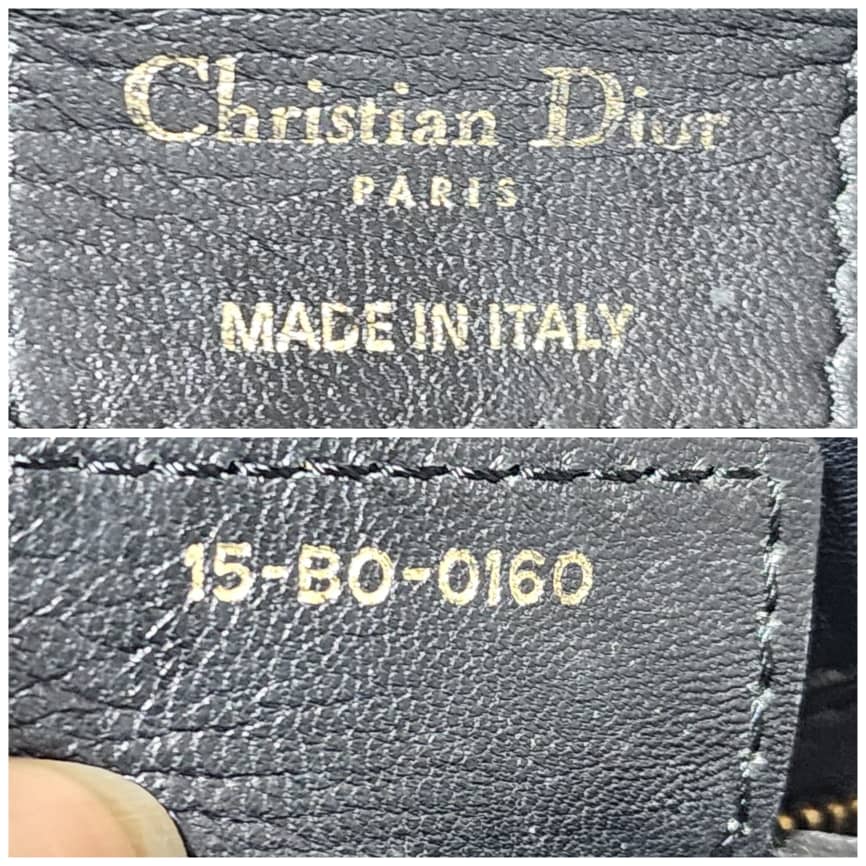 Christian Dior
PARIS
MADE IN ITALY
15-BO-0160